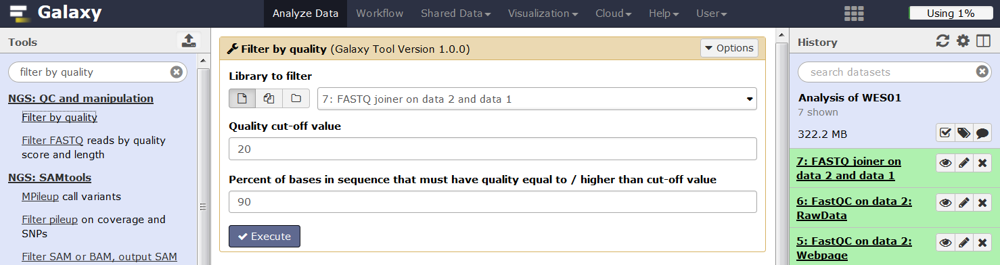 Galaxy
Analyze Data Workflow Shared Data Visualization Cloud Help User
Using 1%
Tools
filter by quality
NGS: QC and manipulation
Filter by quality
Filter FASTQ reads by quality
score and length
NGS: SAMtools
MPileup call variants
Filter pileup on coverage and
SNPs
Filter SAM or BAM, output SAM
Filter by quality (Galaxy Tool Version 1.0.0)
Options
Library to filter
7: FASTQ joiner on data 2 and data 1
Quality cut-off value
20
Percent of bases in sequence that must have quality equal to / higher than cut-off value
90
Execute
History
search datasets
Analysis of WES01
7 shown
322.2 MB
7: FASTQ joiner on
data 2 and data 1
6: FastQC on data 2:
RawData
5: FastQC on data 2:
Webpage